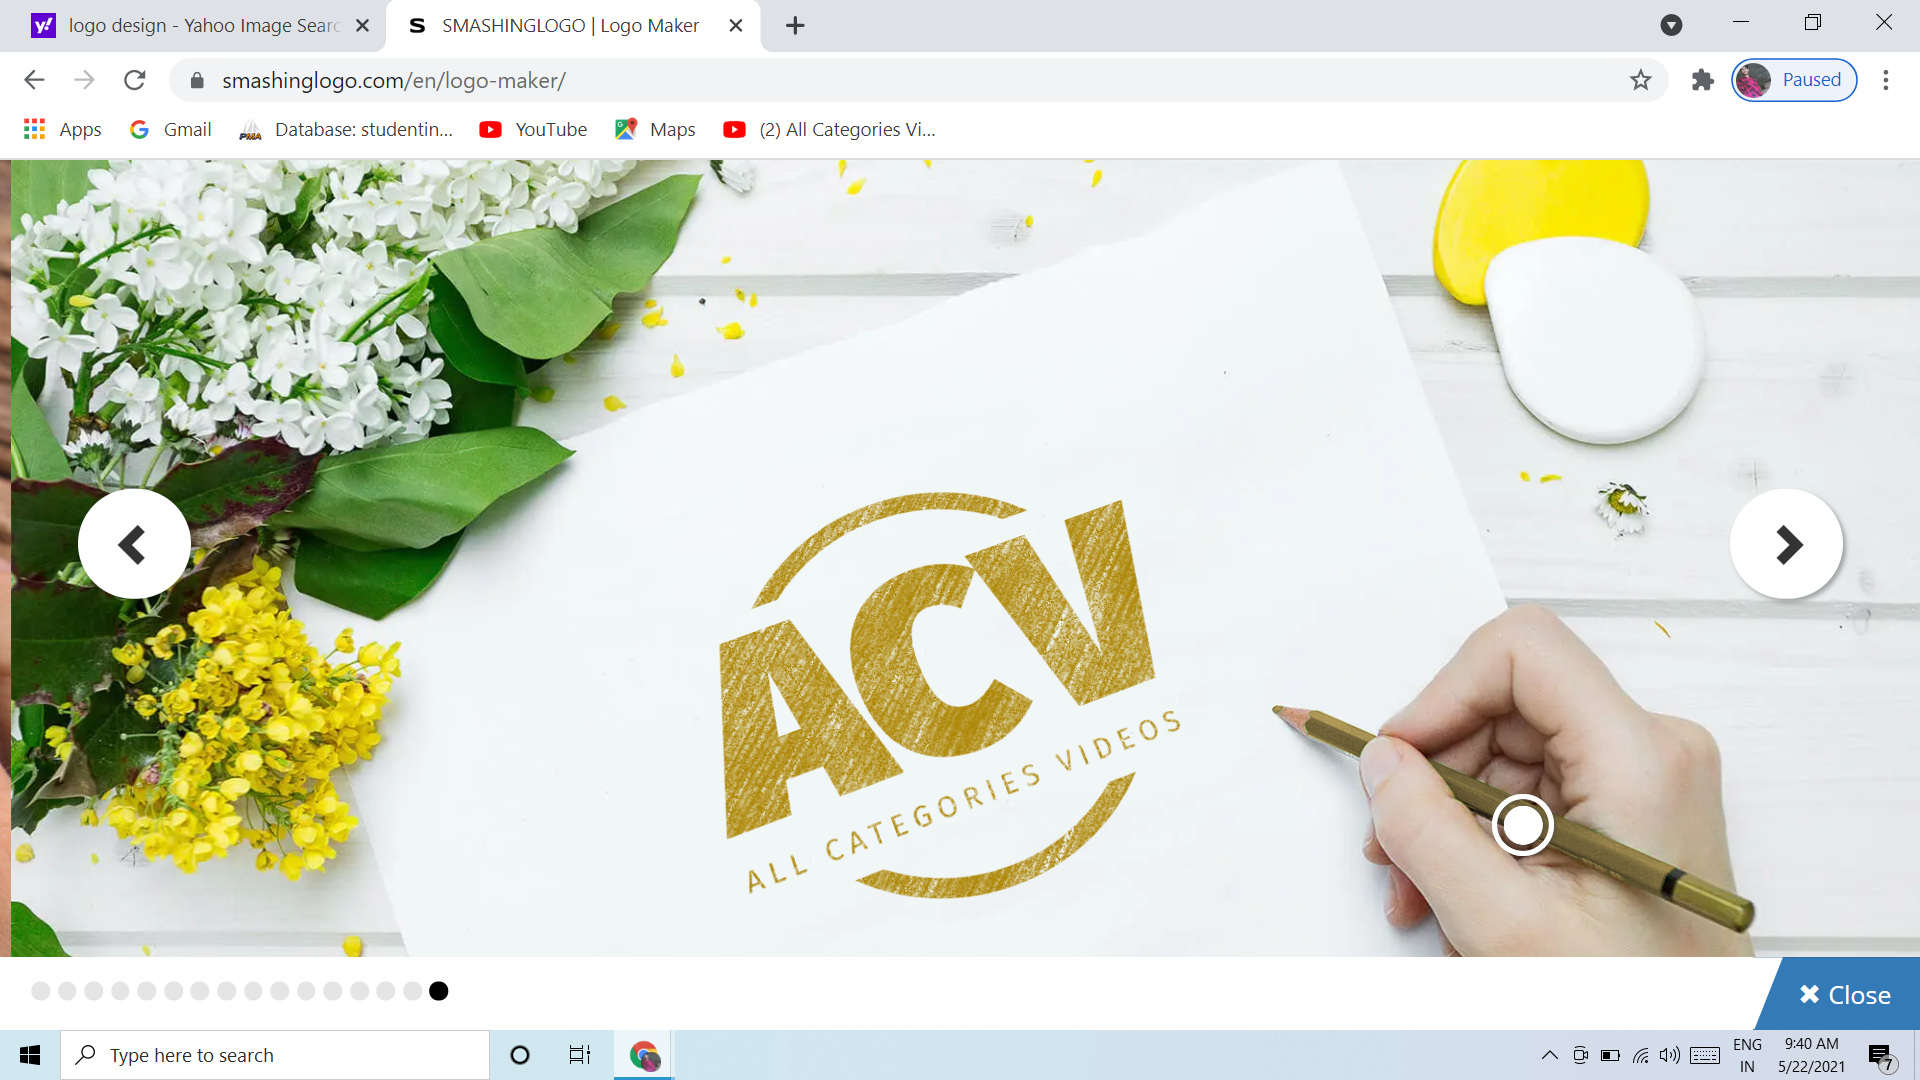 logo design - Yahoo Image Searc
SMASHINGLOGO | Logo Maker
smashinglogo.com/en/logo-maker/
Paused
Apps
Gmail
Database: studentin...
YouTube
Maps
(2) All Categories Vi...
ACV
ALL CATEGORIES VIDEOS
Close
Type here to search
ENG
IN
9:40 AM
5/22/2021
7